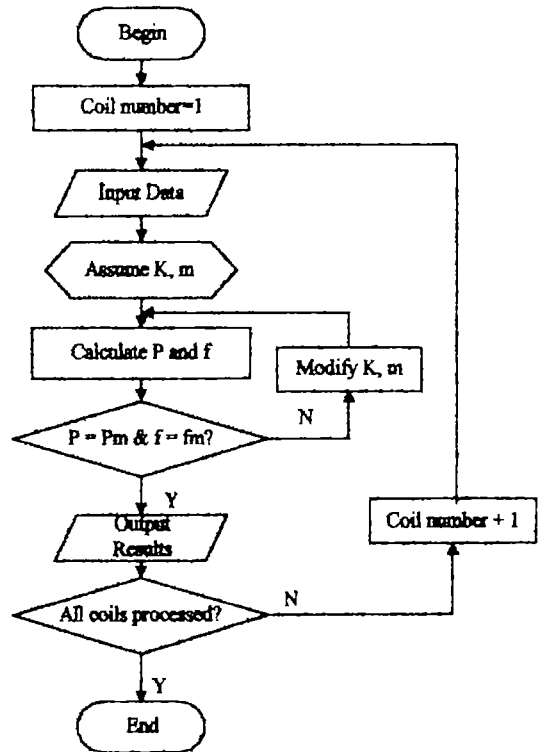 Begin
Coil number=1
Input Data
Assume K, m
Calculate P and f
Modify K, m
P = Pm & f = fm?
N
Y
Output
Results
Coil number + 1
All coils processed?
N
Y
End